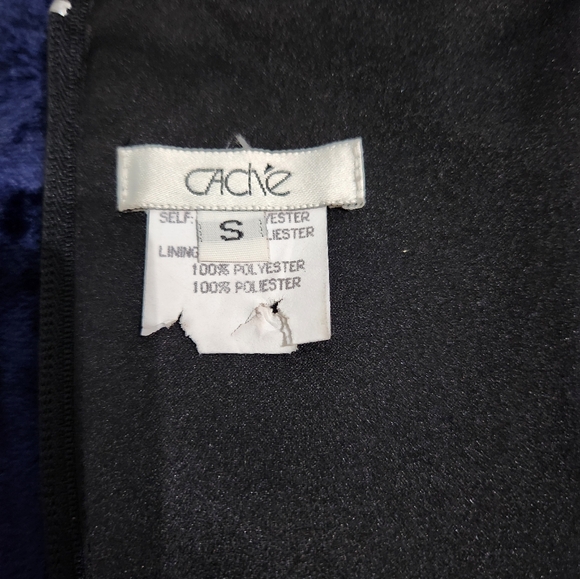 CACHé
SELF: S YESTER
LIESTER
LINING
100% POLYESTER
100% POLIESTER